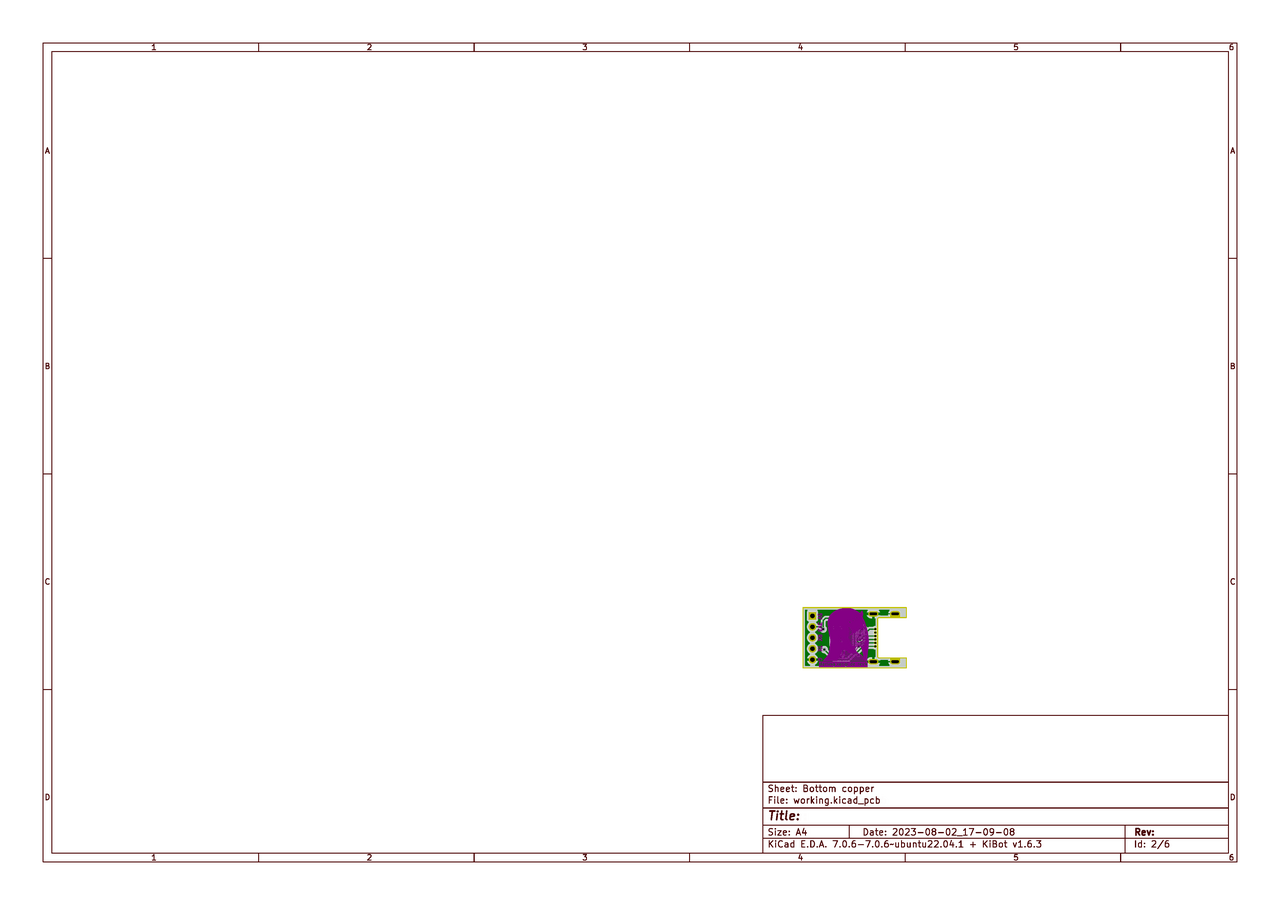 1 2 3 4 5 6
A A
B B
C C
D D
Sheet: Bottom copper
File: working.kicad_pcb
Title:
Size: A4 Date: 2023-08-02_17-09-08 Rev:
KiCad E.D.A. 7.0.6-7.0.6~ubuntu22.04.1 + KiBot v1.6.3 Id: 2/6
1 2 3 4 5 6